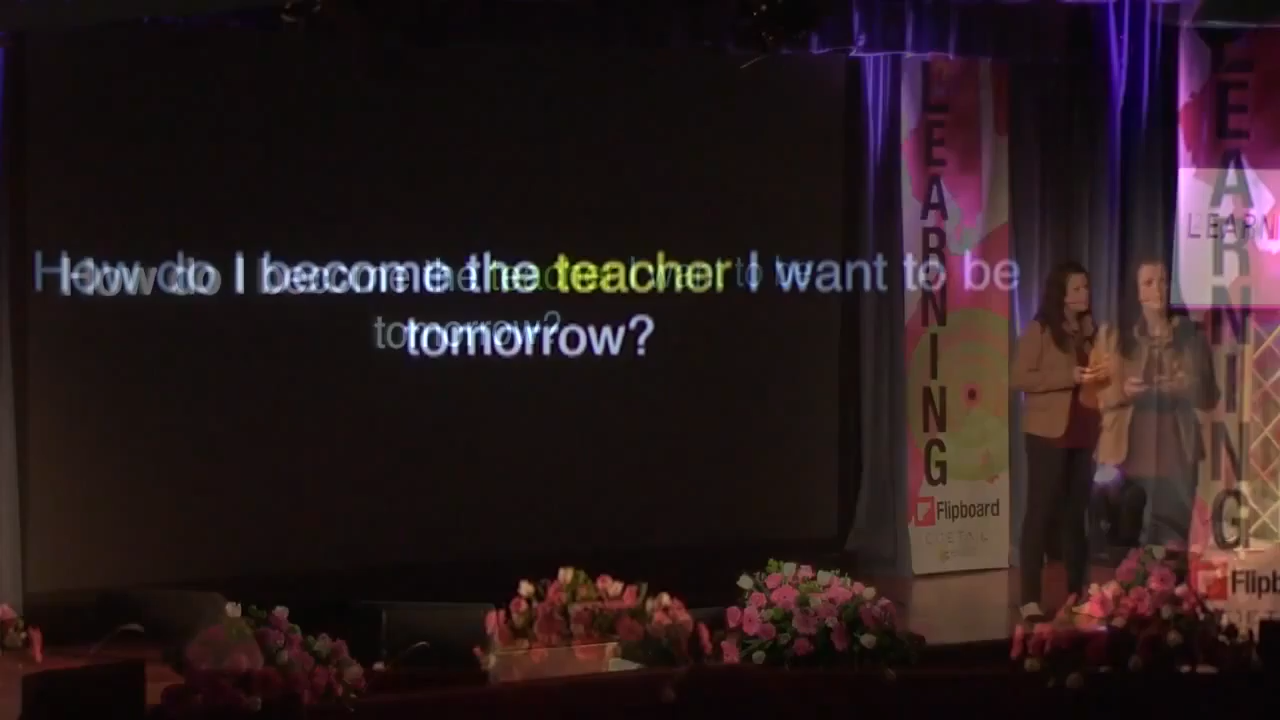 How do I become the teacher I want to be
tomorrow?
LEARNING
Flipboard
LEARN
LEARNING
Flipb